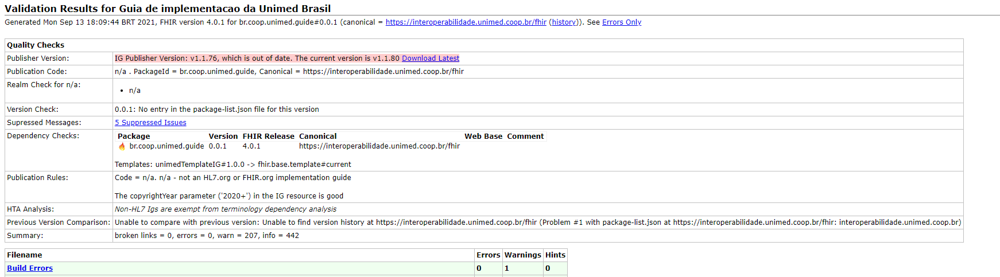 Validation Results for Guia de implementacao da Unimed Brasil
Generated Mon Sep 13 18:09:44 BRT 2021, FHIR version 4.0.1 for br.coop.unimed.guide#0.0.1 (canonical = https://interoperabilidade.unimed.coop.br/fhir (history)). See Errors Only
Quality Checks
Publisher Version: IG Publisher Version: v1.1.76, which is out of date. The current version is v1.1.80 Download Latest
Publication Code: n/a . PackageId = br.coop.unimed.guide, Canonical = https://interoperabilidade.unimed.coop.br/fhir
Realm Check for n/a:
• n/a
Version Check: 0.0.1: No entry in the package-list.json file for this version
Supressed Messages: 5 Suppressed Issues
Dependency Checks: Package Version FHIR Release Canonical Web Base Comment
br.coop.unimed.guide 0.0.1 4.0.1 https://interoperabilidade.unimed.coop.br/fhir
Templates: unimedTemplateIG#1.0.0 -> fhir.base.template#current
Publication Rules: Code = n/a. n/a - not an HL7.org or FHIR.org implementation guide
The copyrightYear parameter ('2020+') in the IG resource is good
HTA Analysis: Non-HL7 Igs are exempt from terminology dependency analysis
Previous Version Comparison: Unable to compare with previous version: Unable to find version history at https://interoperabilidade.unimed.coop.br/fhir (Problem #1 with package-list.json at https://interoperabilidade.unimed.coop.br/fhir: interoperabilidade.unimed.coop.br)
Summary: broken links = 0, errors = 0, warn = 207, info = 442
Filename Errors Warnings Hints
Build Errors 0 1 0